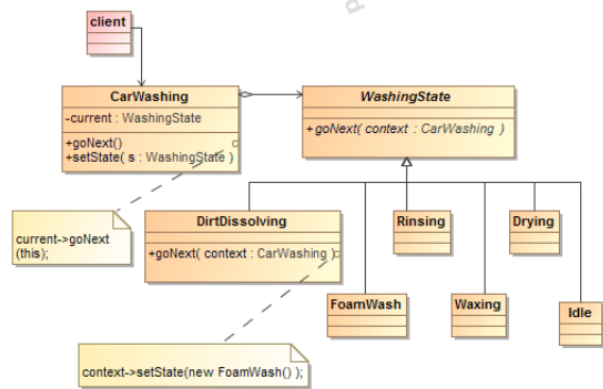 client
CarWashing
-current : WashingState
+goNext()
+setState( s : WashingState )
WashingState
+goNext( context : CarWashing )
current->goNext
(this);
DirtDissolving
+goNext( context : CarWashing )
Rinsing
Drying
FoamWash
Waxing
Idle
context->setState(new FoamWash() );